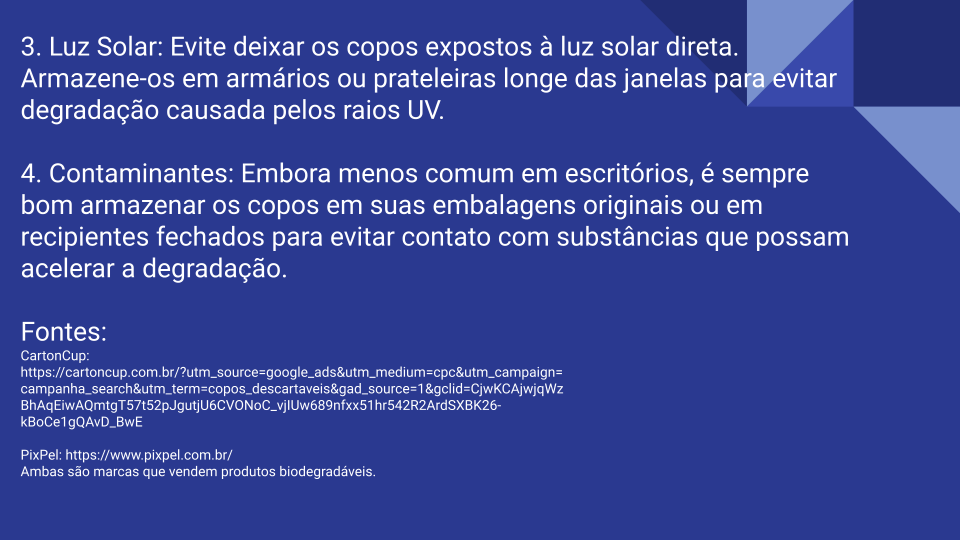 3. Luz Solar: Evite deixar os copos expostos à luz solar direta.
Armazene-os em armários ou prateleiras longe das janelas para evitar
degradação causada pelos raios UV.
4. Contaminantes: Embora menos comum em escritórios, é sempre
bom armazenar os copos em suas embalagens originais ou em
recipientes fechados para evitar contato com substâncias que possam
acelerar a degradação.
Fontes:
CartonCup:
https://cartoncup.com.br/?utm_source=google_ads&utm_medium=cpc&utm_campaign=
campanha_search&utm_term=copos_descartaveis&gad_source=1&gclid=CjwKCAjwjqWz
BhAqEiwAQmtgT57t52pJgutjU6CVONoC_vjIUw689nfxx51hr542R2ArdSXBK26-
kBoCe1gQAvD_BwE
PixPel: https://www.pixpel.com.br/
Ambas são marcas que vendem produtos biodegradáveis.